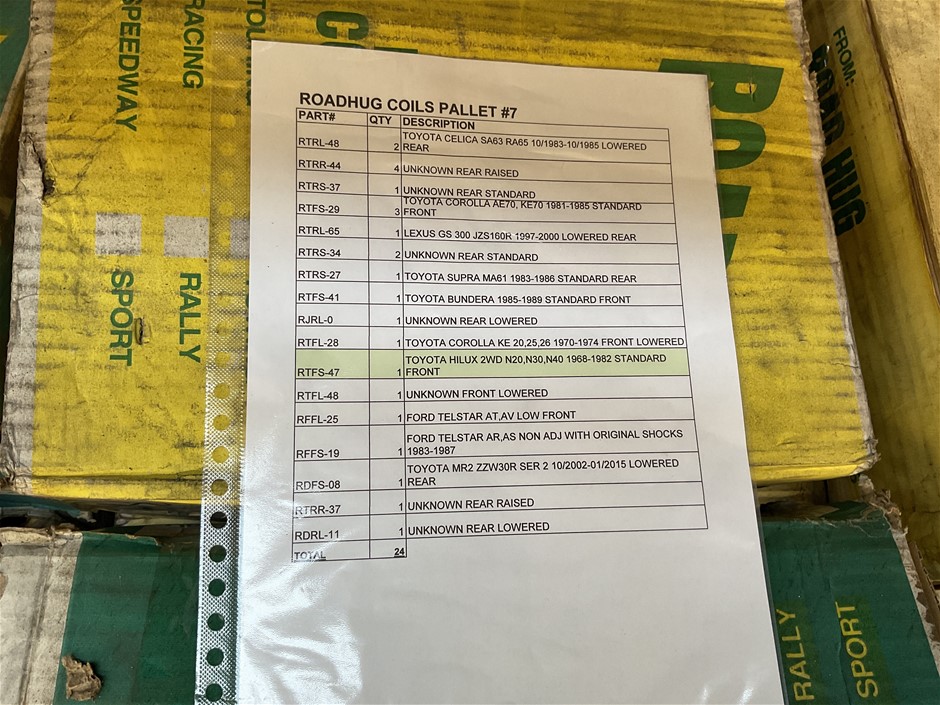 SPEEDWAY
RACING
SPORT
RALLY
FROM:
ROAD HUG
ROADHUG COILS PALLET #7
PART# QTY DESCRIPTION
RTRL-48 2 TOYOTA CELICA SA63 RA65 10/1983-10/1985 LOWERED
REAR
RTRR-44 4 UNKNOWN REAR RAISED
RTRS-37 1 UNKNOWN REAR STANDARD
RTFS-29 3 TOYOTA COROLLA AE70, KE70 1981-1985 STANDARD
FRONT
RTRL-65 1 LEXUS GS 300 JZS160R 1997-2000 LOWERED REAR
RTRS-34 2 UNKNOWN REAR STANDARD
RTRS-27 1 TOYOTA SUPRA MA61 1983-1986 STANDARD REAR
RTFS-41 1 TOYOTA BUNDERA 1985-1989 STANDARD FRONT
RJRL-0 1 UNKNOWN REAR LOWERED
RTFL-28 1 TOYOTA COROLLA KE 20,25,26 1970-1974 FRONT LOWERED
RTFS-47 1 TOYOTA HILUX 2WD N20,N30,N40 1968-1982 STANDARD
FRONT
RTFL-48 1 UNKNOWN FRONT LOWERED
RFFL-25 1 FORD TELSTAR AT,AV LOW FRONT
RFFS-19 1 FORD TELSTAR AR,AS NON ADJ WITH ORIGINAL SHOCKS
1983-1987
RDFS-08 1 TOYOTA MR2 ZZW30R SER 2 10/2002-01/2015 LOWERED
REAR
RTRR-37 1 UNKNOWN REAR RAISED
RDRL-11 1 UNKNOWN REAR LOWERED
TOTAL 24
RALLY
SPORT